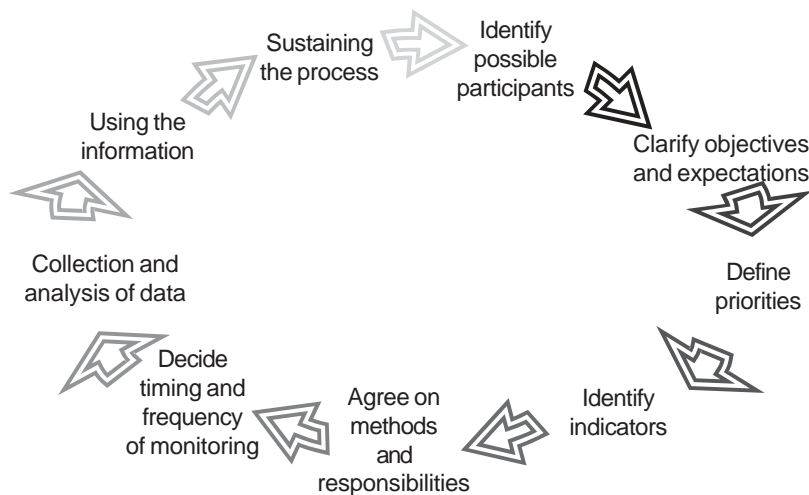 Identify
possible
participants
Clarify objectives
and expectations
Define
priorities
Identify
indicators
Agree on
methods
and
responsibilities
Decide
timing and
frequency
of monitoring
Collection and
analysis of data
Using the
information
Sustaining
the process